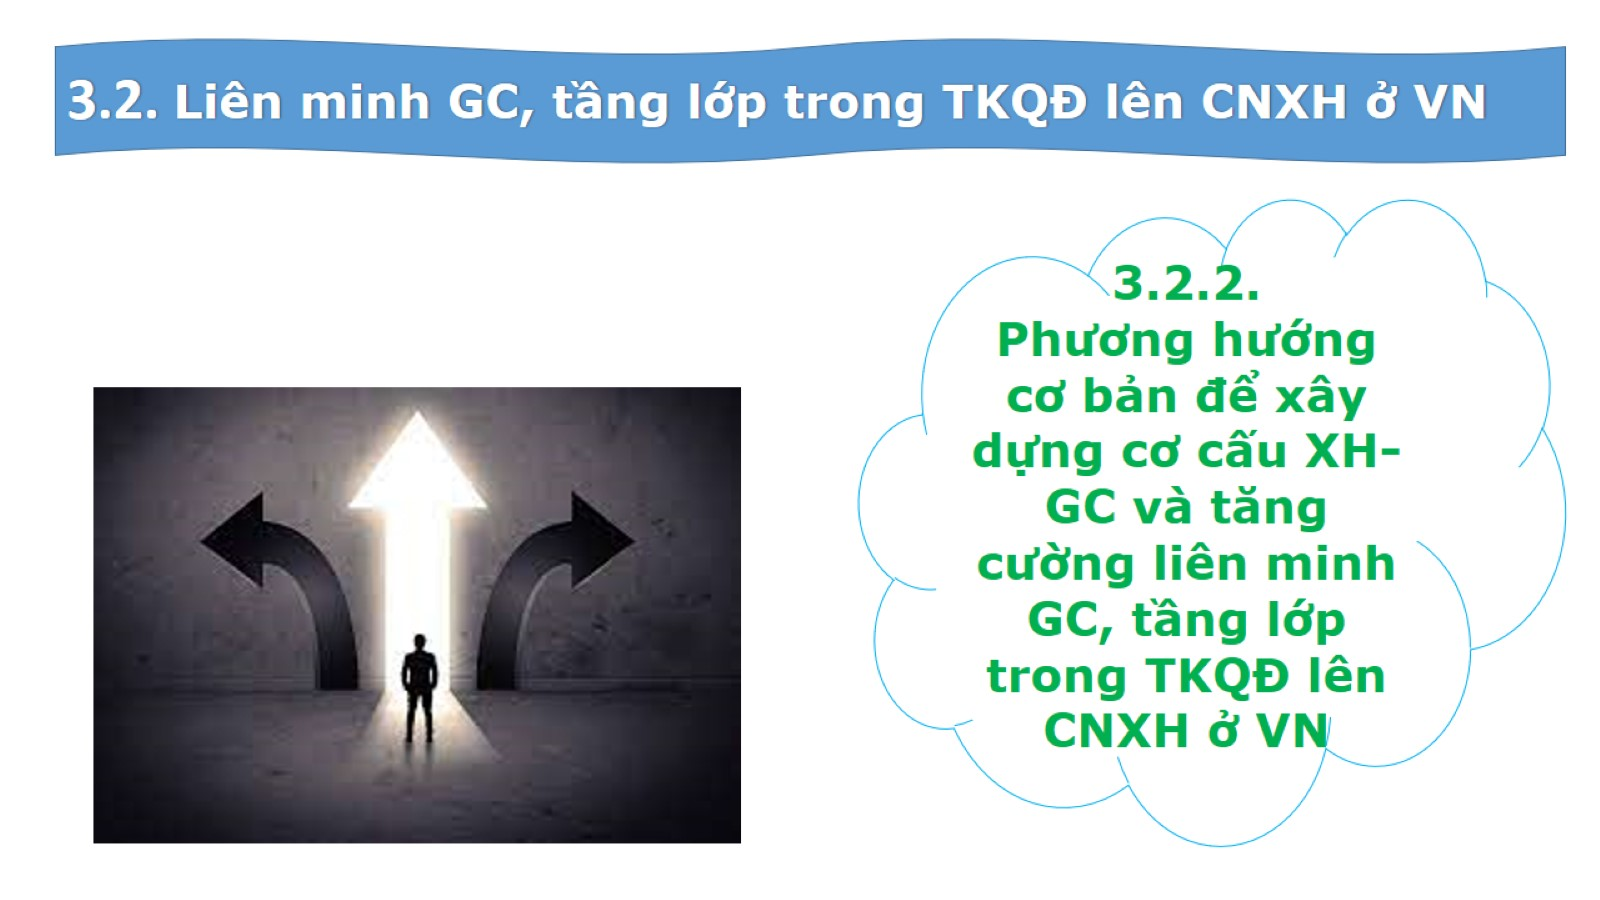 3.2. Liên minh GC, tầng lớp trong TKQĐ lên CNXH ở VN
3.2.2.
Phương hướng
cơ bản để xây
dựng cơ cấu XH-
GC và tăng
cường liên minh
GC, tầng lớp
trong TKQĐ lên
CNXH ở VN